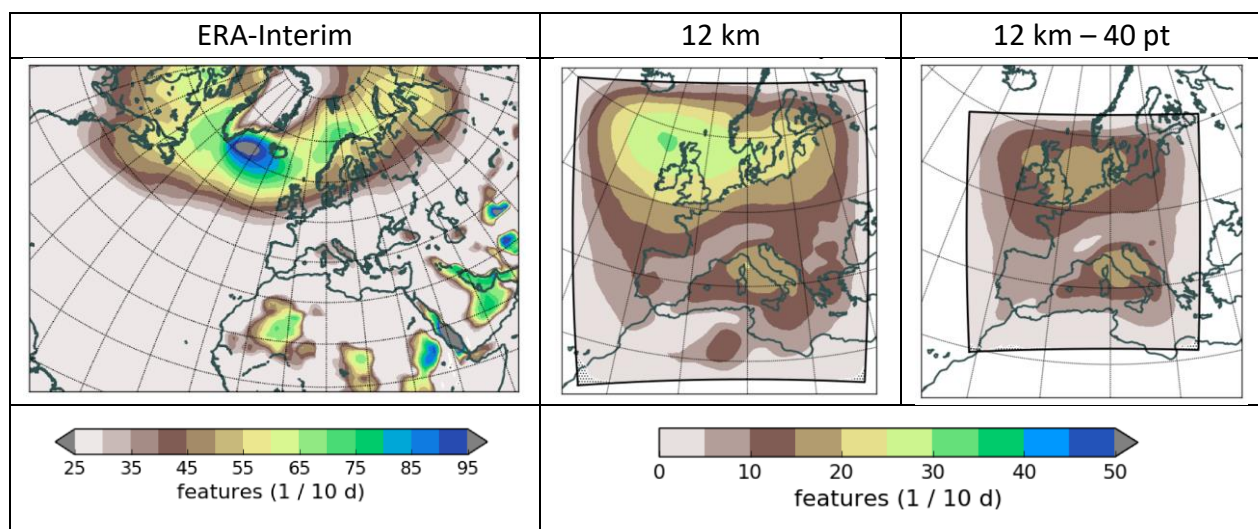 ERA-Interim
12 km
12 km – 40 pt
25 35 45 55 65 75 85 95
features (1 / 10 d)
0 10 20 30 40 50
features (1 / 10 d)